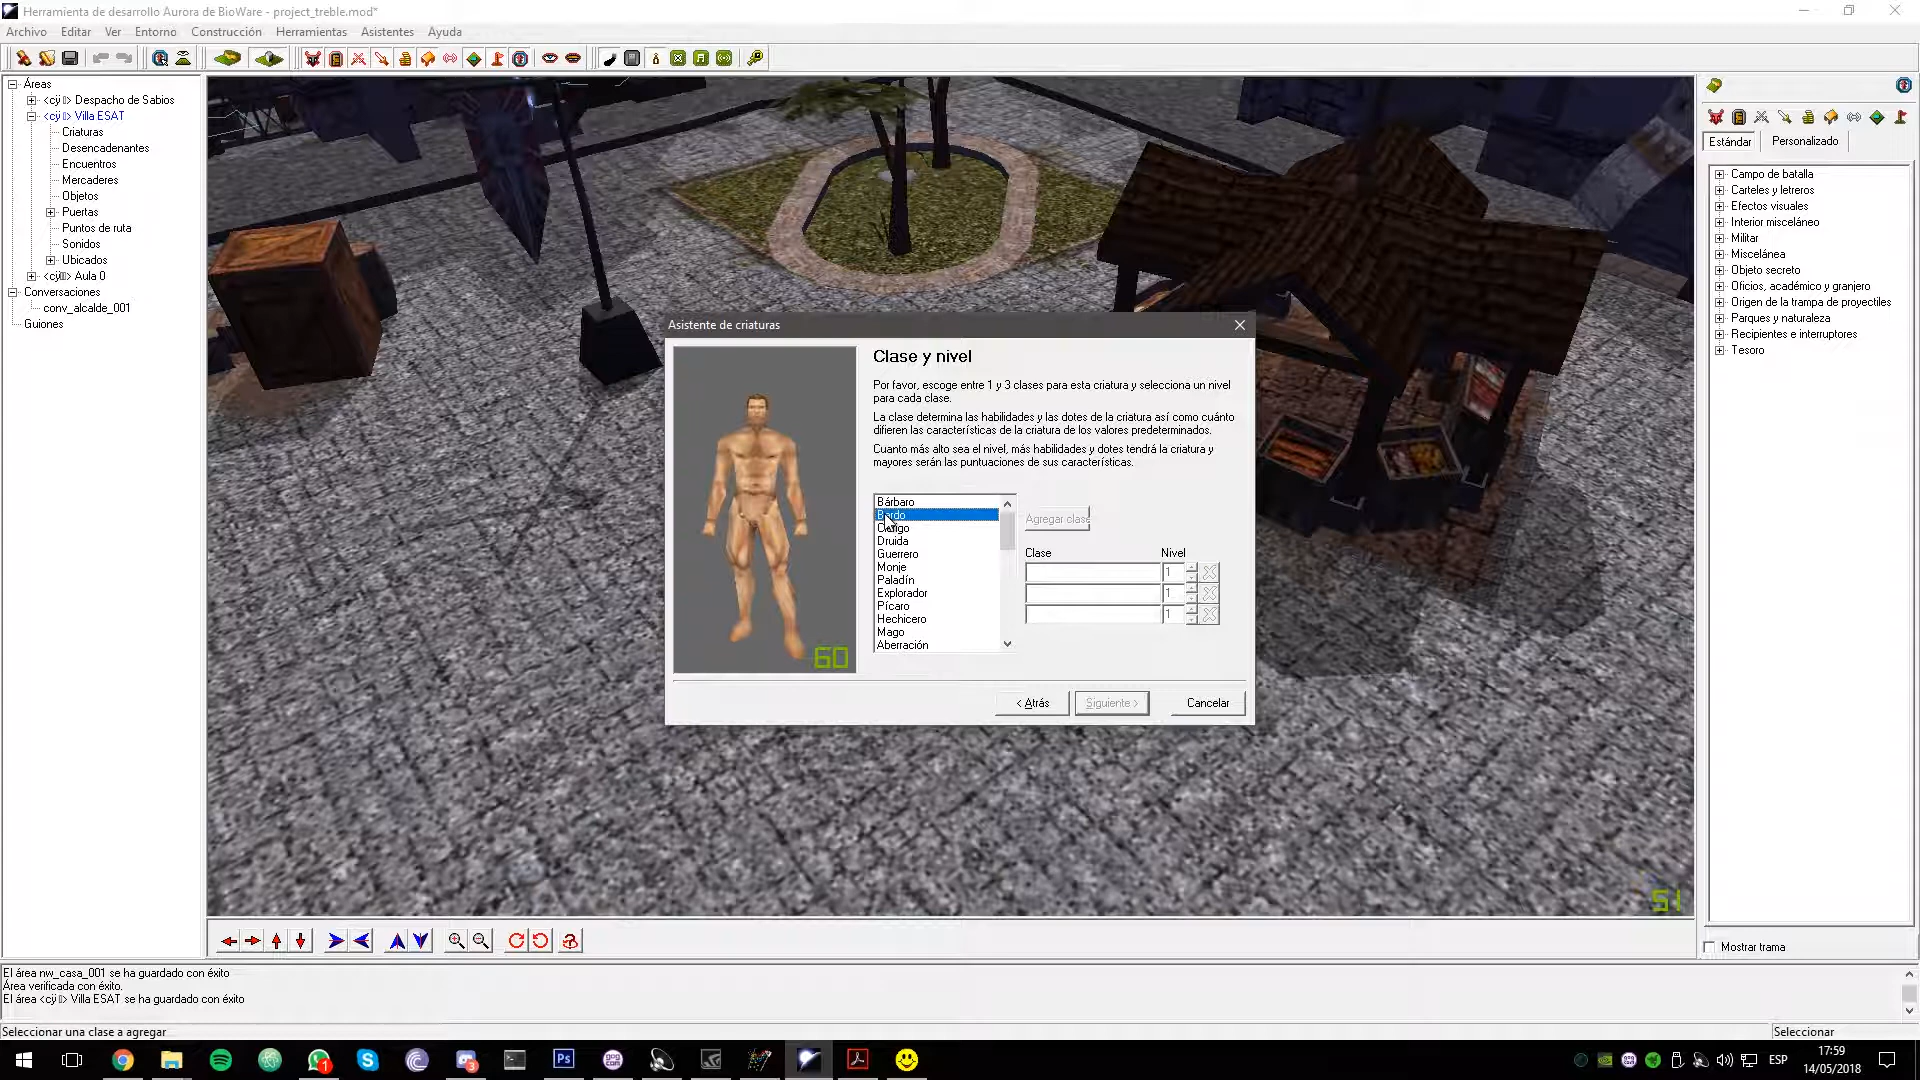 Herramienta de desarrollo Aurora de BioWare - project_treble.mod*
Archivo Editar Ver Entorno Construcción Herramientas Asistentes Ayuda
Áreas
Despacho de Sabios
Villa ESAT
Criaturas
Desencadenantes
Encuentros
Mercaderes
Objetos
Puertas
Puntos de ruta
Sonidos
Ubicados
Aula 0
Conversaciones
conv_alcalde_001
Guiones
Asistente de criaturas
Clase y nivel
Por favor, escoge entre 1 y 3 clases para esta criatura y selecciona un nivel
para cada clase.
La clase determina las habilidades y las dotes de la criatura así como cuánto
difieren las características de la criatura de los valores predeterminados.
Cuanto más alto sea el nivel, más habilidades y dotes tendrá la criatura y
mayores serán las puntuaciones de sus características.
Bárbaro
Bardo
Clérigo
Druida
Guerrero
Monje
Paladín
Explorador
Pícaro
Hechicero
Mago
Aberración
Agregar clase
Clase Nivel
1
1
1
60
< Atrás Siguiente > Cancelar
51
Estándar Personalizado
Campo de batalla
Carteles y letreros
Efectos visuales
Interior misceláneo
Militar
Miscelánea
Objeto secreto
Oficios, académico y granjero
Origen de la trampa de proyectiles
Parques y naturaleza
Recipientes e interruptores
Tesoro
Mostrar trama
El área nw_casa_001 se ha guardado con éxito
Área verificada con éxito.
Villa ESAT se ha guardado con éxito
Seleccionar una clase a agregar
Seleccionar
Ps
ESP
17:59
14/05/2018